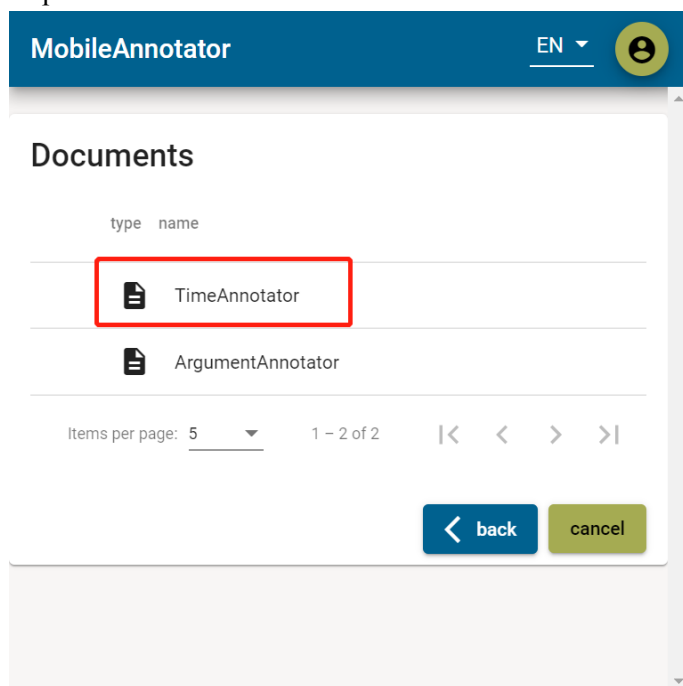 MobileAnnotator EN
Documents
type name
TimeAnnotator
ArgumentAnnotator
Items per page: 5 1 – 2 of 2
back cancel